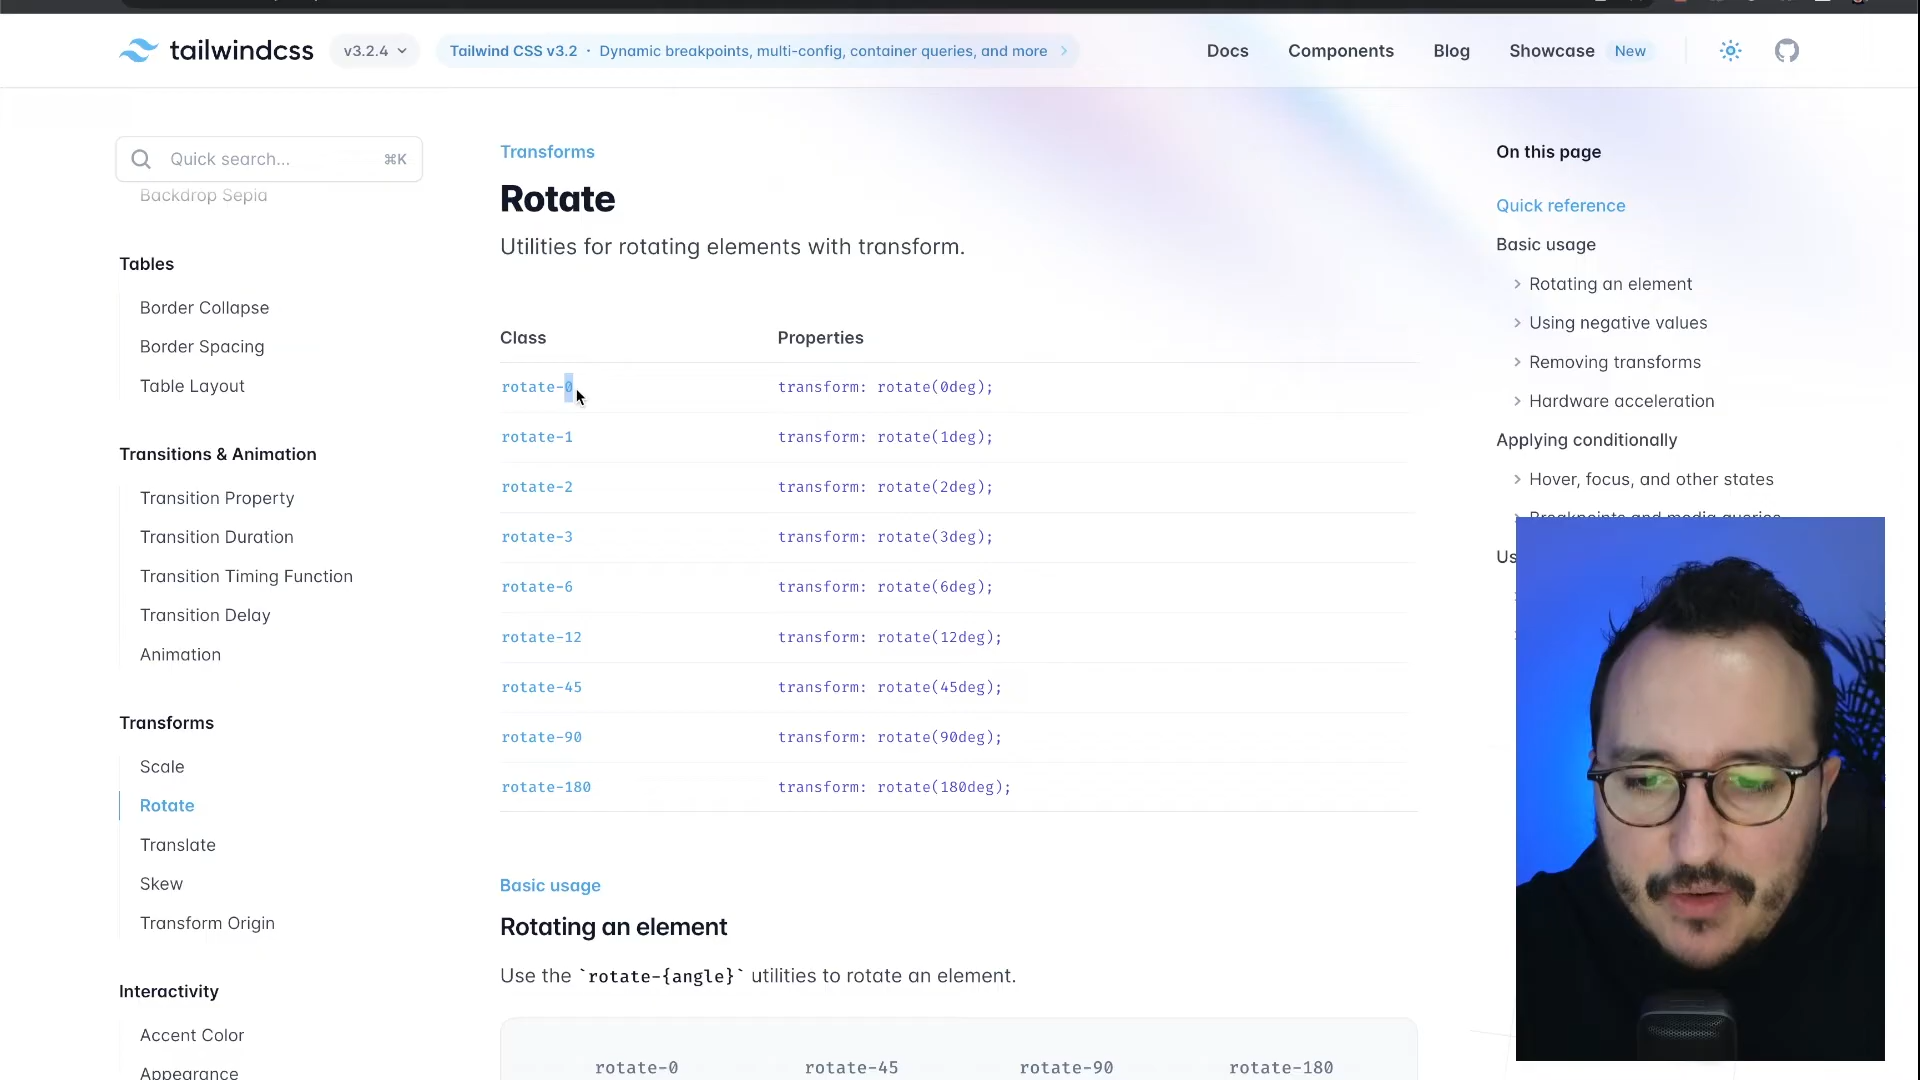 tailwindcss
v3.2.4
Tailwind CSS v3.2 · Dynamic breakpoints, multi-config, container queries, and more
Docs
Components
Blog
Showcase
New
Quick search...
⌘K
Backdrop Sepia
Tables
Border Collapse
Border Spacing
Table Layout
Transitions & Animation
Transition Property
Transition Duration
Transition Timing Function
Transition Delay
Animation
Transforms
Scale
Rotate
Translate
Skew
Transform Origin
Interactivity
Accent Color
Appearance
Transforms
Rotate
Utilities for rotating elements with transform.
Class Properties
rotate-0 transform: rotate(0deg);
rotate-1 transform: rotate(1deg);
rotate-2 transform: rotate(2deg);
rotate-3 transform: rotate(3deg);
rotate-6 transform: rotate(6deg);
rotate-12 transform: rotate(12deg);
rotate-45 transform: rotate(45deg);
rotate-90 transform: rotate(90deg);
rotate-180 transform: rotate(180deg);
Basic usage
Rotating an element
Use the `rotate-{angle}` utilities to rotate an element.
rotate-0 rotate-45 rotate-90 rotate-180
On this page
Quick reference
Basic usage
Rotating an element
Using negative values
Removing transforms
Hardware acceleration
Applying conditionally
Hover, focus, and other states
Breakpoints and media queries
Us